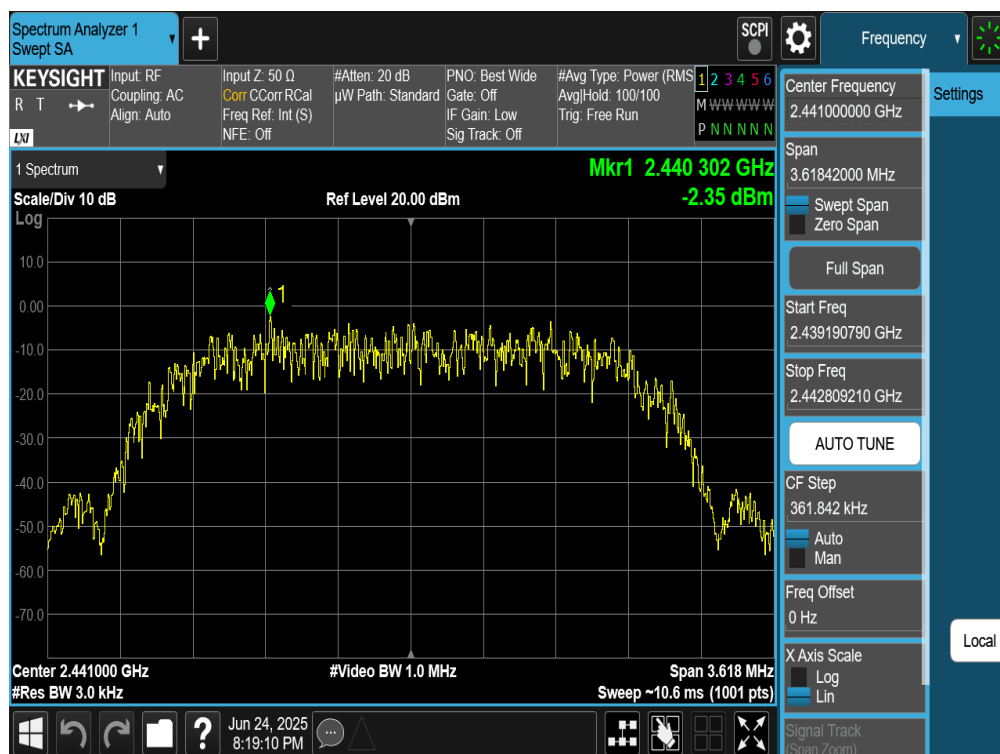 Spectrum Analyzer 1
Swept SA
+
SCPI
Frequency
KEYSIGHT
R T
LXI
Input: RF
Coupling: AC
Align: Auto
Input Z: 50 Ω
Corr CCorr RCal
Freq Ref: Int (S)
NFE: Off
#Atten: 20 dB
µW Path: Standard
PNO: Best Wide
Gate: Off
IF Gain: Low
Sig Track: Off
#Avg Type: Power (RMS
Avg|Hold: 100/100
Trig: Free Run
1 2 3 4 5 6
M W W W W W
P N N N N N
1 Spectrum
Mkr1 2.440 302 GHz
-2.35 dBm
Scale/Div 10 dB
Ref Level 20.00 dBm
Log
10.0
0.00
-10.0
-20.0
-30.0
-40.0
-50.0
-60.0
-70.0
1
Center 2.441000 GHz
#Video BW 1.0 MHz
Span 3.618 MHz
#Res BW 3.0 kHz
Sweep ~10.6 ms (1001 pts)
Center Frequency
2.441000000 GHz
Settings
Span
3.61842000 MHz
Swept Span
Zero Span
Full Span
Start Freq
2.439190790 GHz
Stop Freq
2.442809210 GHz
AUTO TUNE
CF Step
361.842 kHz
Auto
Man
Freq Offset
0 Hz
Local
X Axis Scale
Log
Lin
Signal Track
(Span Zoom)
?
Jun 24, 2025
8:19:10 PM